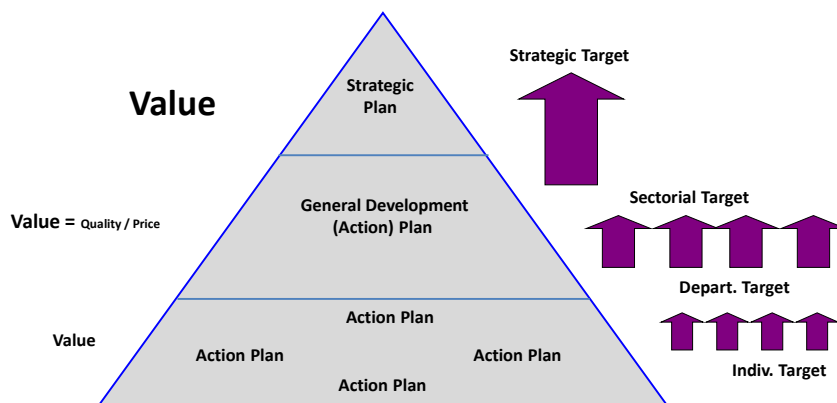 Strategic Target
Strategic
Plan
Value
Sectorial Target
General Development
(Action) Plan
Value = Quality / Price
Depart. Target
Action Plan
Value
Action Plan
Action Plan
Indiv. Target
Action Plan